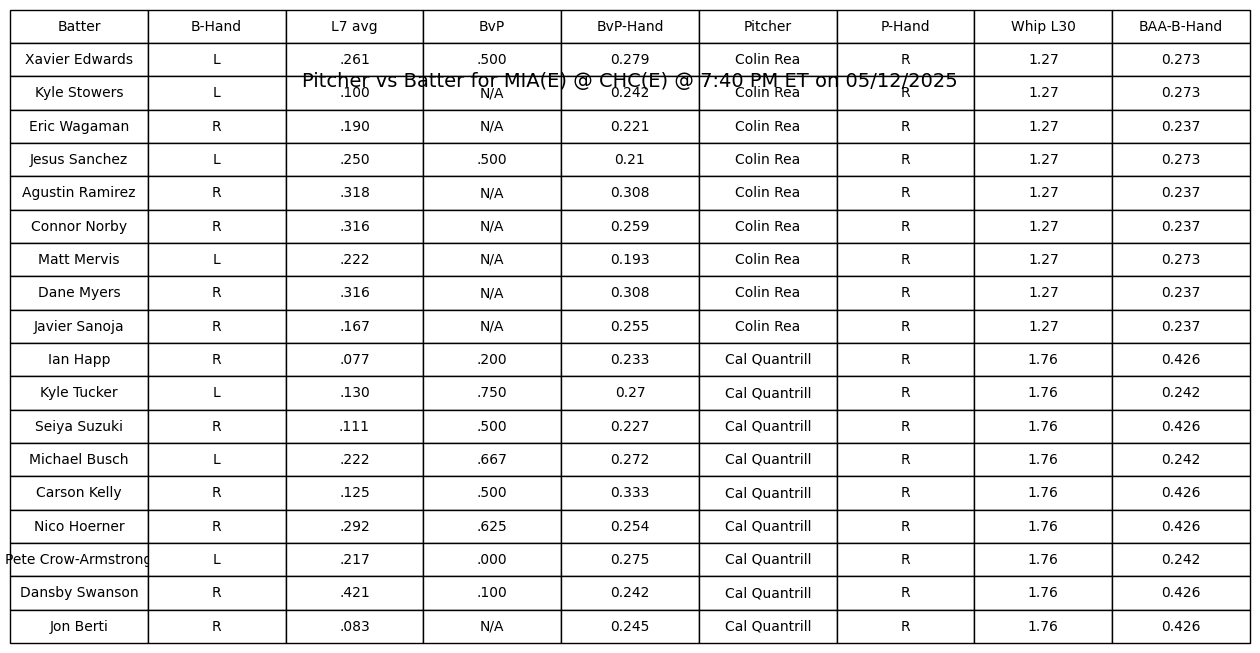 Batter B-Hand L7 avg BvP BvP-Hand Pitcher P-Hand Whip L30 BAA-B-Hand
Xavier Edwards L .261 .500 0.279 Colin Rea R 1.27 0.273
Pitcher vs Batter for MIA(E) @ CHC(E) @ 7:40 PM ET on 05/12/2025
Kyle Stowers L .100 N/A 0.242 Colin Rea R 1.27 0.273
Eric Wagaman R .190 N/A 0.221 Colin Rea R 1.27 0.237
Jesus Sanchez L .250 .500 0.21 Colin Rea R 1.27 0.273
Agustin Ramirez R .318 N/A 0.308 Colin Rea R 1.27 0.237
Connor Norby R .316 N/A 0.259 Colin Rea R 1.27 0.237
Matt Mervis L .222 N/A 0.193 Colin Rea R 1.27 0.273
Dane Myers R .316 N/A 0.308 Colin Rea R 1.27 0.237
Javier Sanoja R .167 N/A 0.255 Colin Rea R 1.27 0.237
Ian Happ R .077 .200 0.233 Cal Quantrill R 1.76 0.426
Kyle Tucker L .130 .750 0.27 Cal Quantrill R 1.76 0.242
Seiya Suzuki R .111 .500 0.227 Cal Quantrill R 1.76 0.426
Michael Busch L .222 .667 0.272 Cal Quantrill R 1.76 0.242
Carson Kelly R .125 .500 0.333 Cal Quantrill R 1.76 0.426
Nico Hoerner R .292 .625 0.254 Cal Quantrill R 1.76 0.426
Pete Crow-Armstrong L .217 .000 0.275 Cal Quantrill R 1.76 0.242
Dansby Swanson R .421 .100 0.242 Cal Quantrill R 1.76 0.426
Jon Berti R .083 N/A 0.245 Cal Quantrill R 1.76 0.426